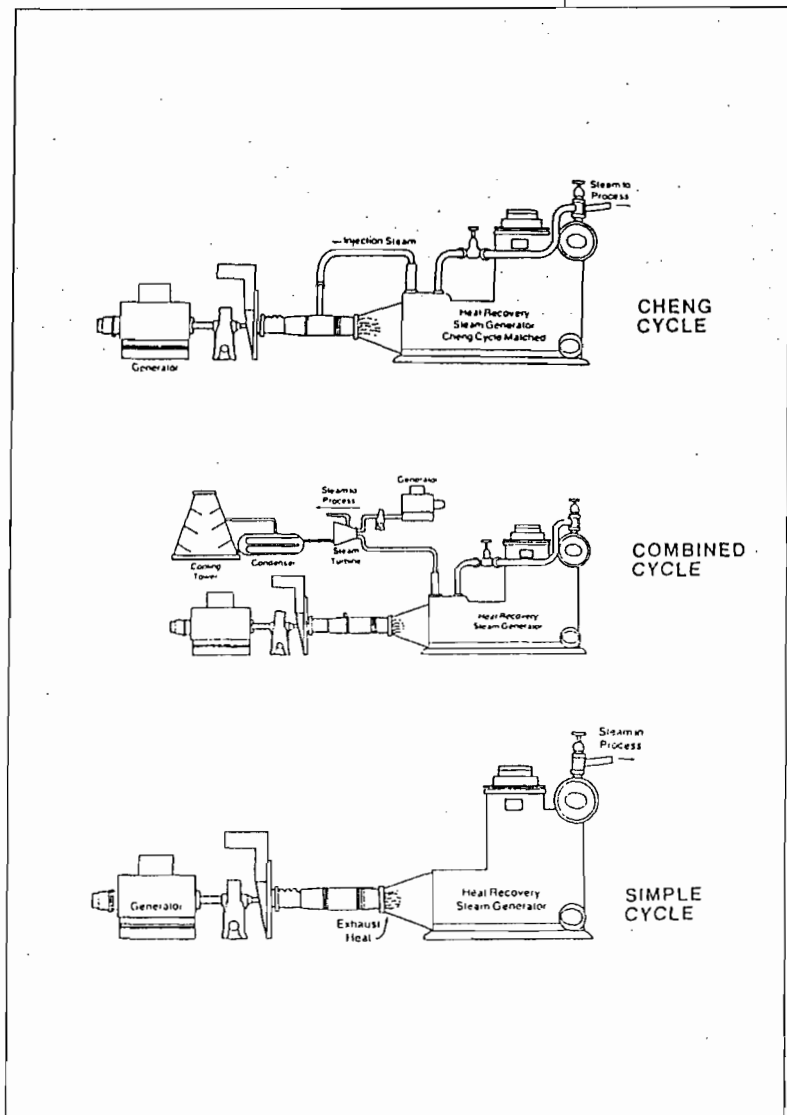 Steam to
Process
Injection Steam
Heat Recovery
Steam Generator
Cheng Cycle Matched
Generator
CHENG
CYCLE
Generator
Steam to
Process
Steam
Turbine
Condenser
Cooling
Tower
Heat Recovery
Steam Generator
COMBINED
CYCLE
Steam to
Process
Generator
Heat Recovery
Steam Generator
Exhaust
Heat
SIMPLE
CYCLE